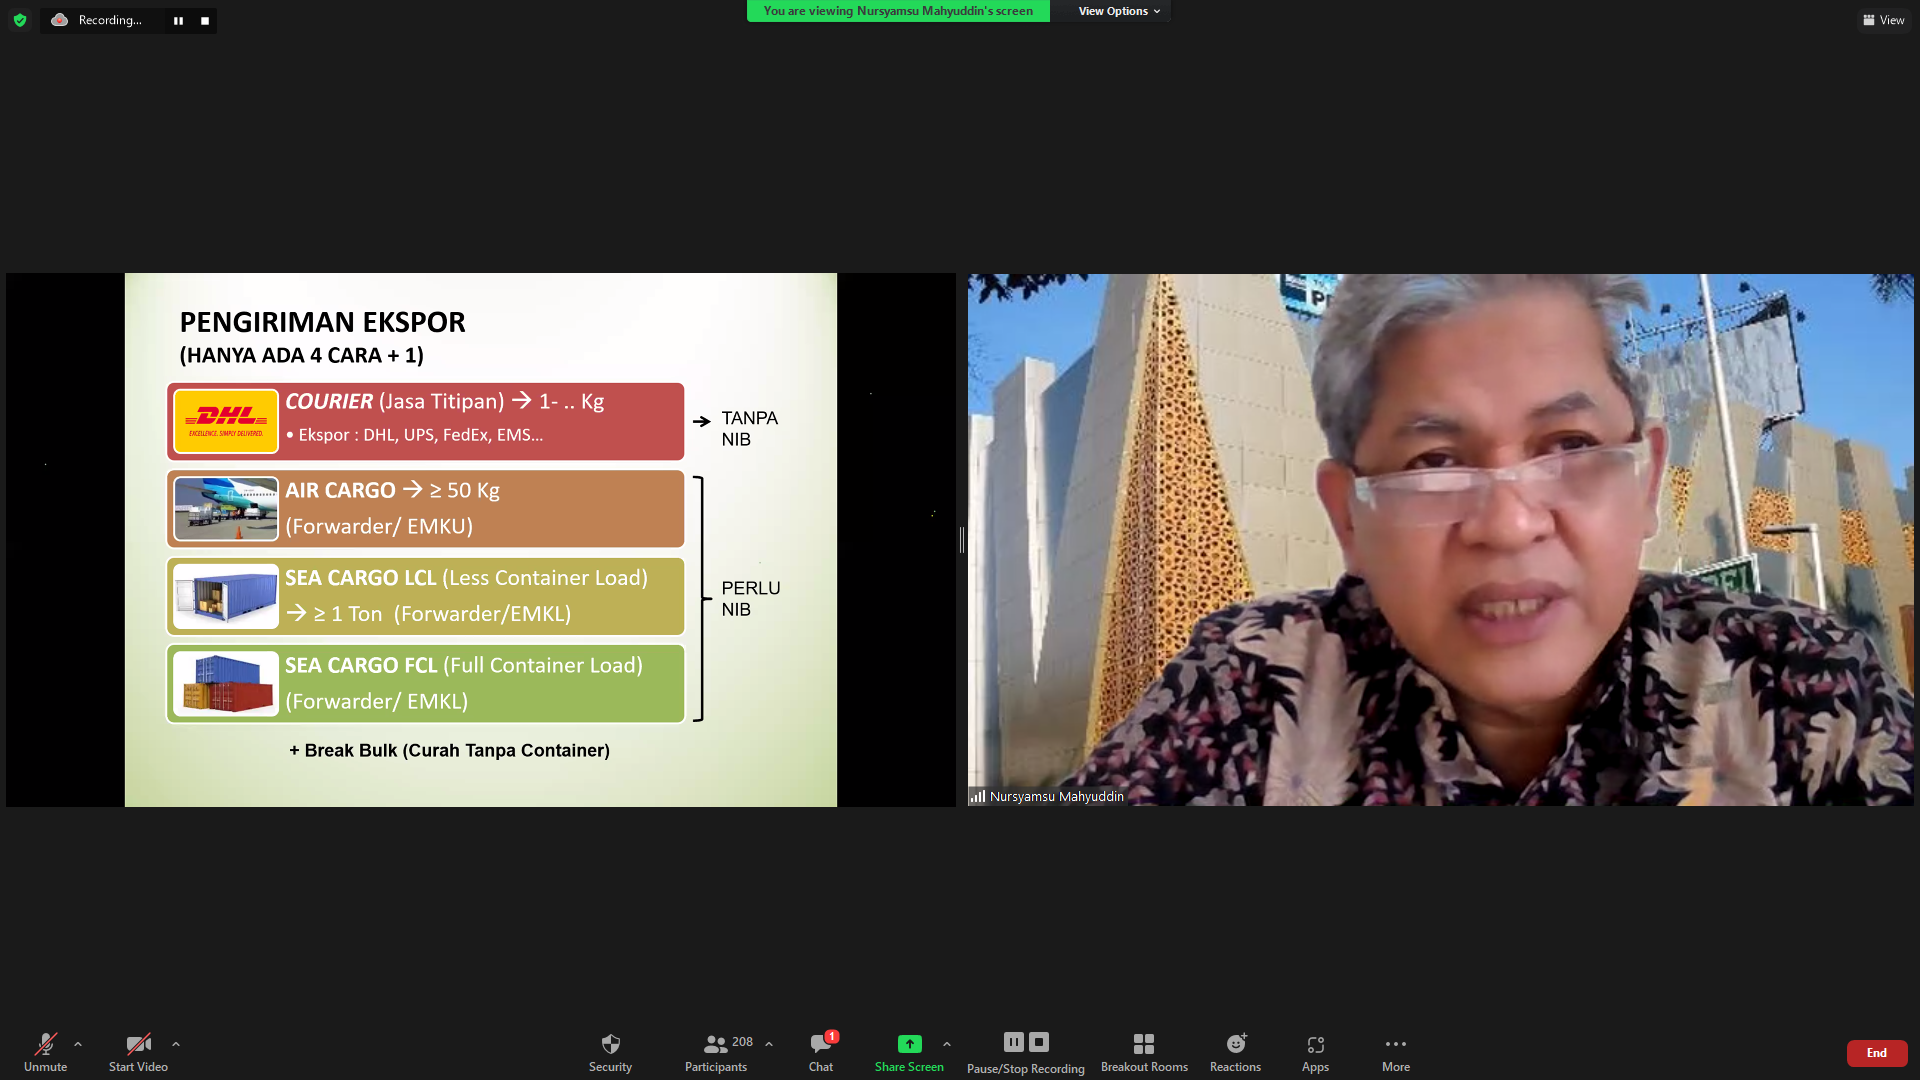 Recording...
You are viewing Nursyamsu Mahyuddin's screen
View Options
View
PENGIRIMAN EKSPOR
(HANYA ADA 4 CARA + 1)
DHL
EXCELLENCE. SIMPLY DELIVERED.
COURIER (Jasa Titipan) → 1- .. Kg
• Ekspor : DHL, UPS, FedEx, EMS...
→ TANPA
NIB
AIR CARGO → ≥ 50 Kg
(Forwarder/ EMKU)
SEA CARGO LCL (Less Container Load)
→ ≥ 1 Ton (Forwarder/EMKL)
SEA CARGO FCL (Full Container Load)
(Forwarder/ EMKL)
PERLU
NIB
+ Break Bulk (Curah Tanpa Container)
Nursyamsu Mahyuddin
Unmute
Start Video
Security
208
Participants
1
Chat
Share Screen
Pause/Stop Recording
Breakout Rooms
Reactions
Apps
More
End